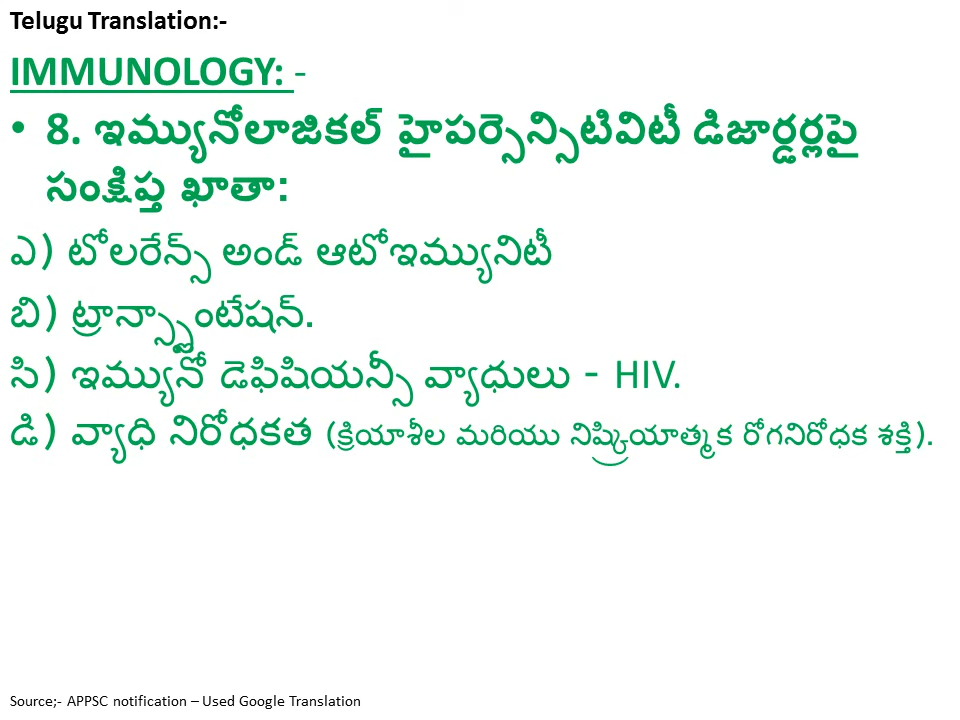 Telugu Translation:-
IMMUNOLOGY: -
• 8. ఇమ్యునోలాజికల్ హైపర్సెన్సిటివిటీ డిజార్డర్లపై
సంక్షిప్త ఖాతా:
ఎ) టోలరేన్స్ అండ్ ఆటోఇమ్యునిటీ
బి) ట్రాన్స్ప్లాంటేషన్.
సి) ఇమ్యునో డెఫిషియన్సీ వ్యాధులు - HIV.
డి) వ్యాధి నిరోధకత (క్రియాశీల మరియు నిష్క్రియాత్మక రోగనిరోధక శక్తి).
Source;- APPSC notification – Used Google Translation